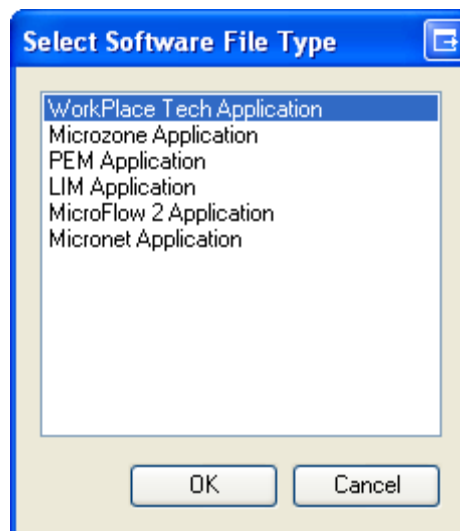 Select Software File Type
WorkPlace Tech Application
Microzone Application
PEM Application
LIM Application
MicroFlow 2 Application
Micronet Application
OK
Cancel